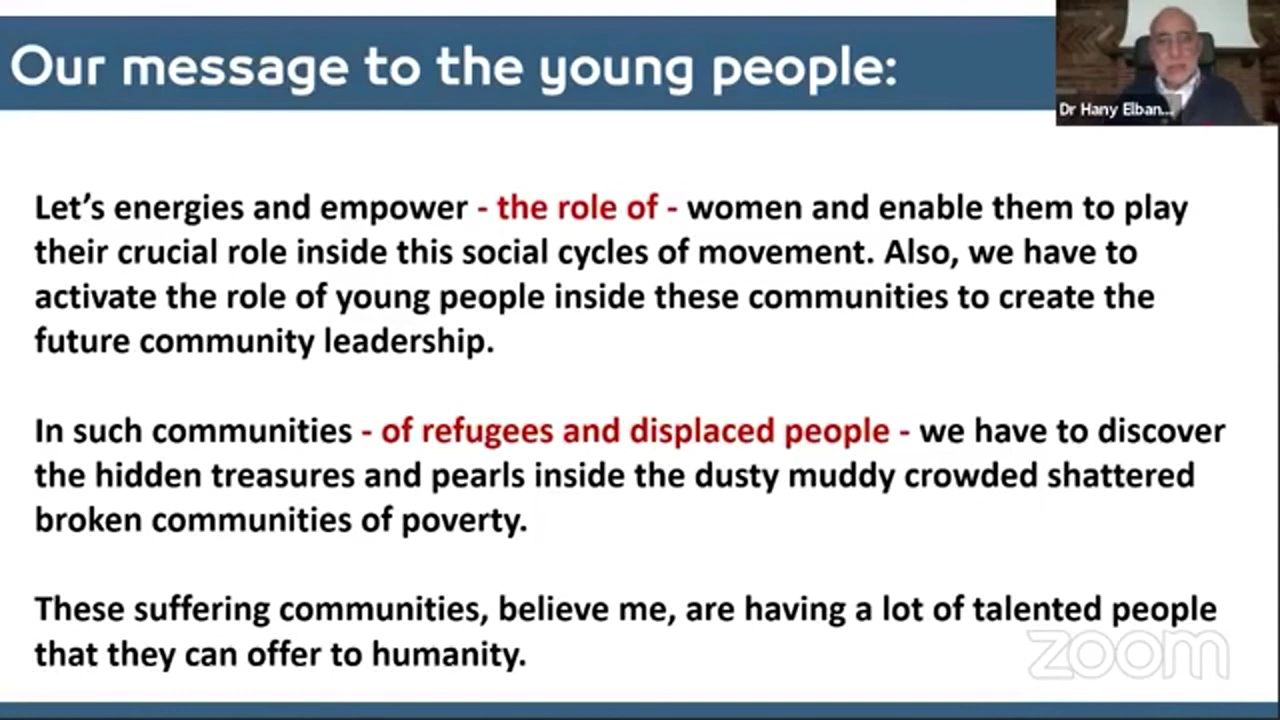 Our message to the young people:
Dr Hany Elban...
Let's energies and empower - the role of - women and enable them to play
their crucial role inside this social cycles of movement. Also, we have to
activate the role of young people inside these communities to create the
future community leadership.
In such communities - of refugees and displaced people - we have to discover
the hidden treasures and pearls inside the dusty muddy crowded shattered
broken communities of poverty.
These suffering communities, believe me, are having a lot of talented people
that they can offer to humanity.
zoom